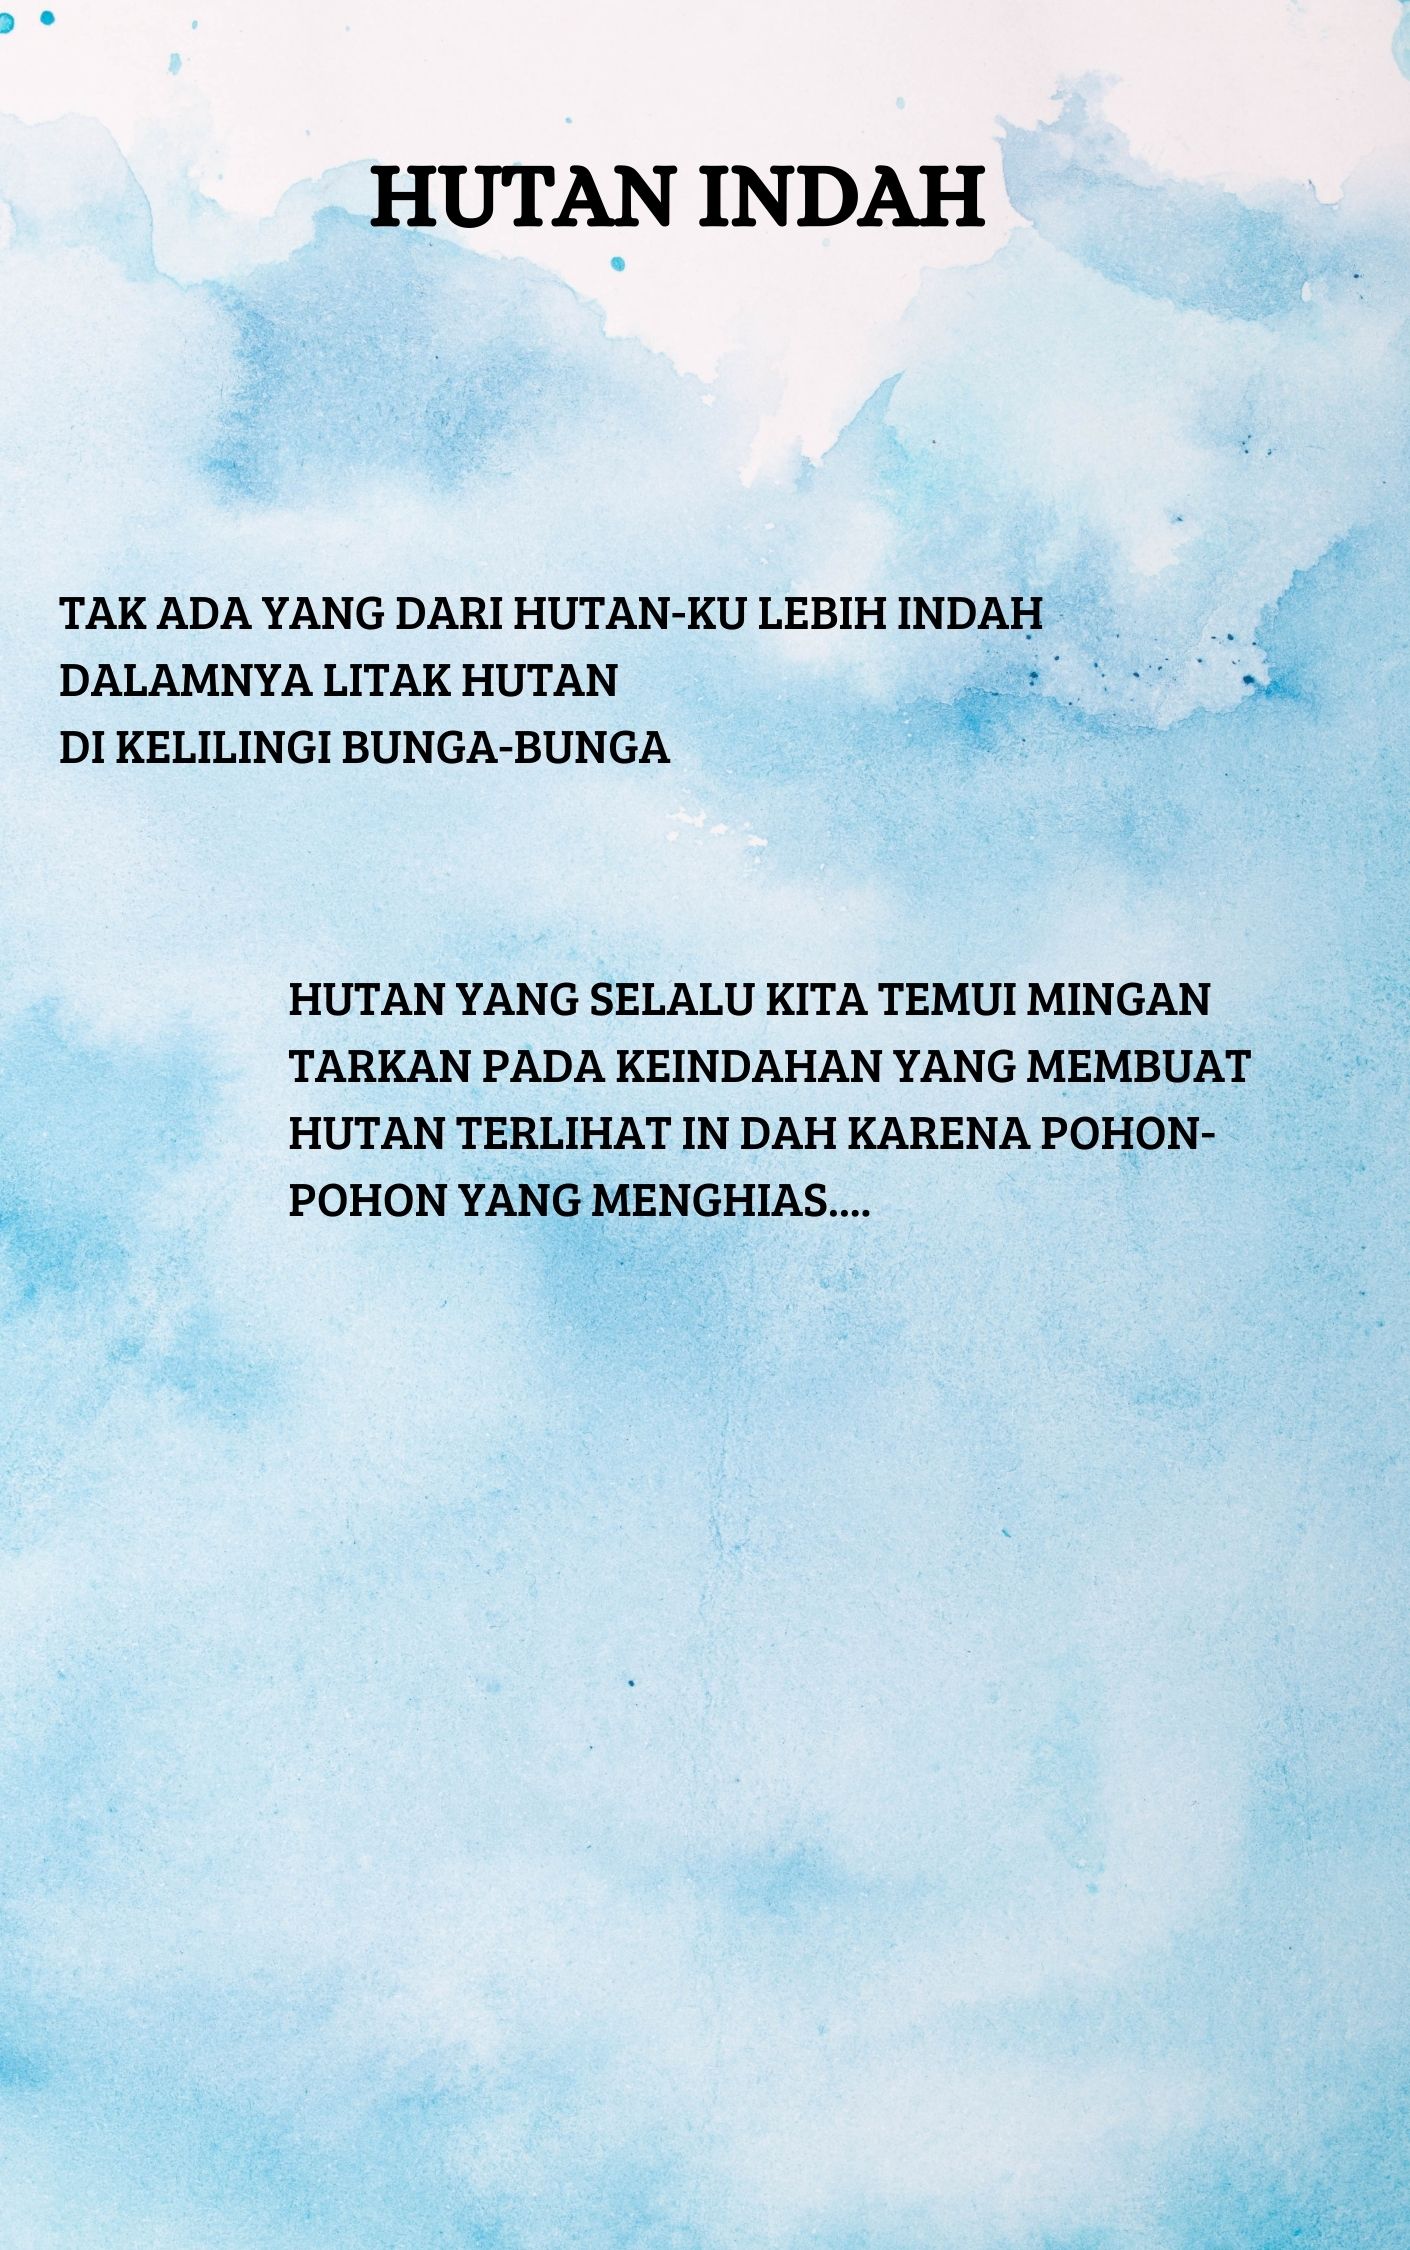 HUTAN INDAH
TAK ADA YANG DARI HUTAN-KU LEBIH INDAH
DALAMNYA LITAK HUTAN
DI KELILINGI BUNGA-BUNGA
HUTAN YANG SELALU KITA TEMUI MINGAN
TARKAN PADA KEINDAHAN YANG MEMBUAT
HUTAN TERLIHAT IN DAH KARENA POHON-
POHON YANG MENGHIAS....